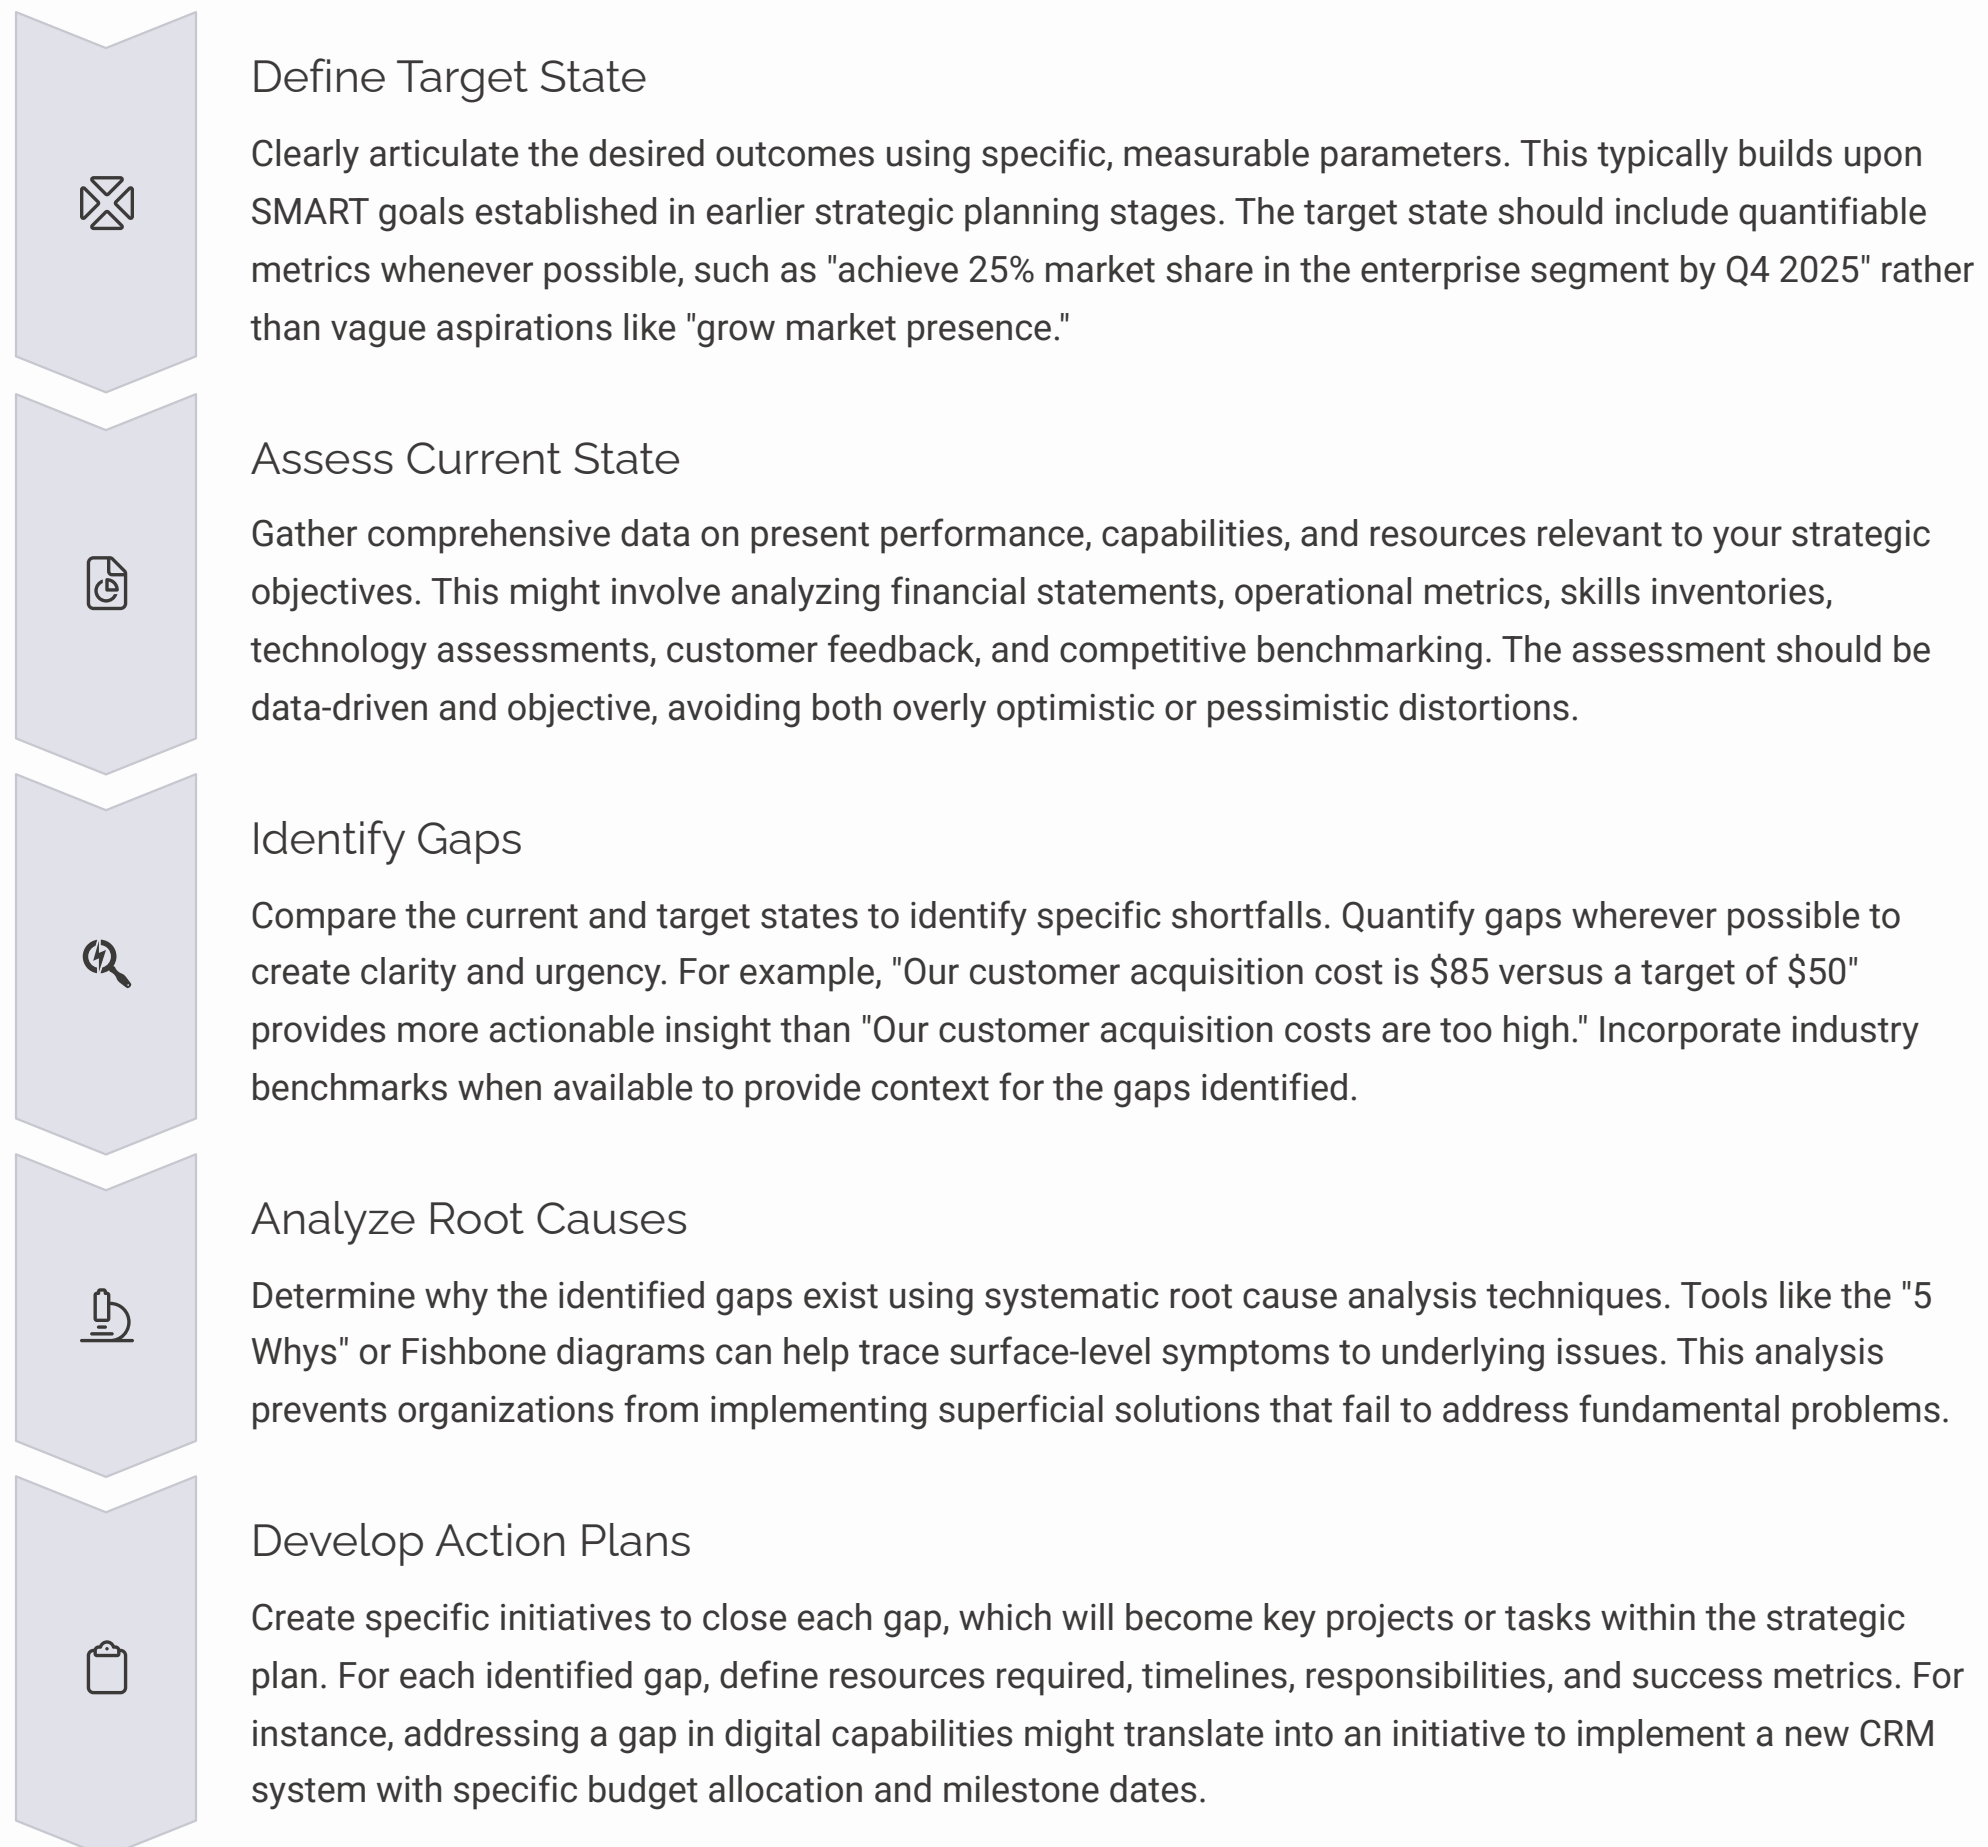 Define Target State
Clearly articulate the desired outcomes using specific, measurable parameters. This typically builds upon
SMART goals established in earlier strategic planning stages. The target state should include quantifiable
metrics whenever possible, such as "achieve 25% market share in the enterprise segment by Q4 2025" rather
than vague aspirations like "grow market presence."
Assess Current State
Gather comprehensive data on present performance, capabilities, and resources relevant to your strategic
objectives. This might involve analyzing financial statements, operational metrics, skills inventories,
technology assessments, customer feedback, and competitive benchmarking. The assessment should be
data-driven and objective, avoiding both overly optimistic or pessimistic distortions.
Identify Gaps
Compare the current and target states to identify specific shortfalls. Quantify gaps wherever possible to
create clarity and urgency. For example, "Our customer acquisition cost is $85 versus a target of $50"
provides more actionable insight than "Our customer acquisition costs are too high." Incorporate industry
benchmarks when available to provide context for the gaps identified.
Analyze Root Causes
Determine why the identified gaps exist using systematic root cause analysis techniques. Tools like the "5
Whys" or Fishbone diagrams can help trace surface-level symptoms to underlying issues. This analysis
prevents organizations from implementing superficial solutions that fail to address fundamental problems.
Develop Action Plans
Create specific initiatives to close each gap, which will become key projects or tasks within the strategic
plan. For each identified gap, define resources required, timelines, responsibilities, and success metrics. For
instance, addressing a gap in digital capabilities might translate into an initiative to implement a new CRM
system with specific budget allocation and milestone dates.